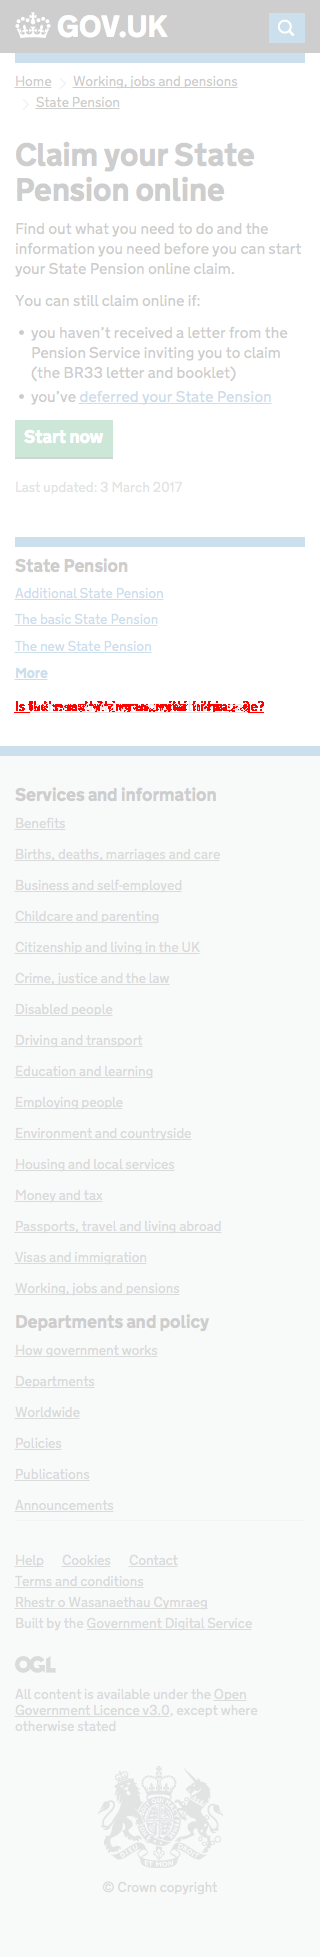 GOV.UK
Home > Working, jobs and pensions
> State Pension
Claim your State
Pension online
Find out what you need to do and the
information you need before you can start
your State Pension online claim.
You can still claim online if:
• you haven't received a letter from the
Pension Service inviting you to claim
(the BR33 letter and booklet)
• you've deferred your State Pension
Start now
Last updated: 3 March 2017
State Pension
Additional State Pension
The basic State Pension
The new State Pension
More
Is
Services and information
Benefits
Births, deaths, marriages and care
Business and self-employed
Childcare and parenting
Citizenship and living in the UK
Crime, justice and the law
Disabled people
Driving and transport
Education and learning
Employing people
Environment and countryside
Housing and local services
Money and tax
Passports, travel and living abroad
Visas and immigration
Working, jobs and pensions
Departments and policy
How government works
Departments
Worldwide
Policies
Publications
Announcements
Help Cookies Contact
Terms and conditions
Rhestr o Wasanaethau Cymraeg
Built by the Government Digital Service
OGL
All content is available under the Open
Government Licence v3.0, except where
otherwise stated
© Crown copyright